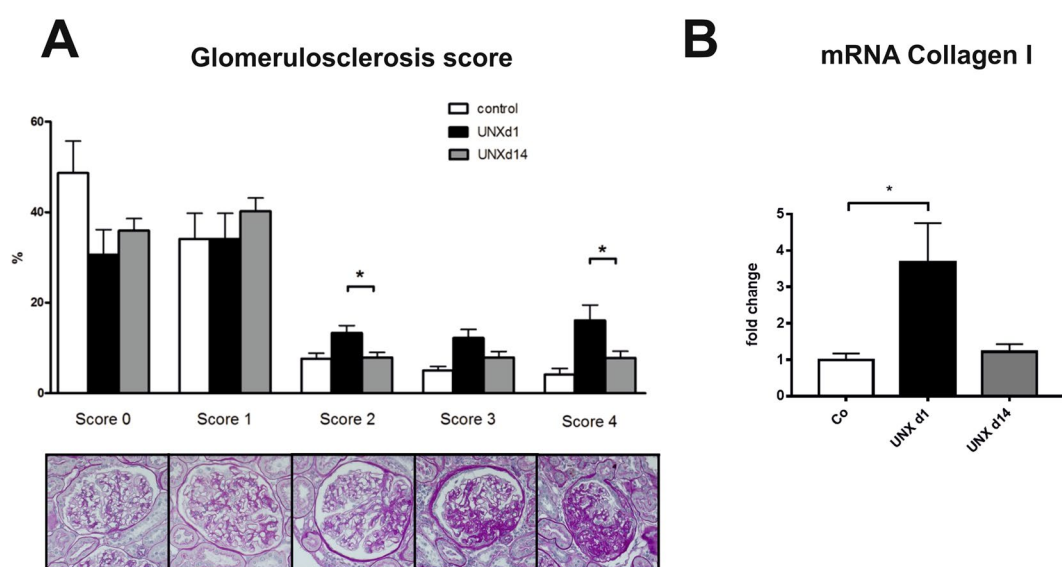 A
Glomerulosclerosis score
control
UNXd1
UNXd14
60
40
20
0
%
*
*
Score 0
Score 1
Score 2
Score 3
Score 4
B
mRNA Collagen I
*
5
4
3
2
1
0
fold change
Co
UNX d1
UNX d14